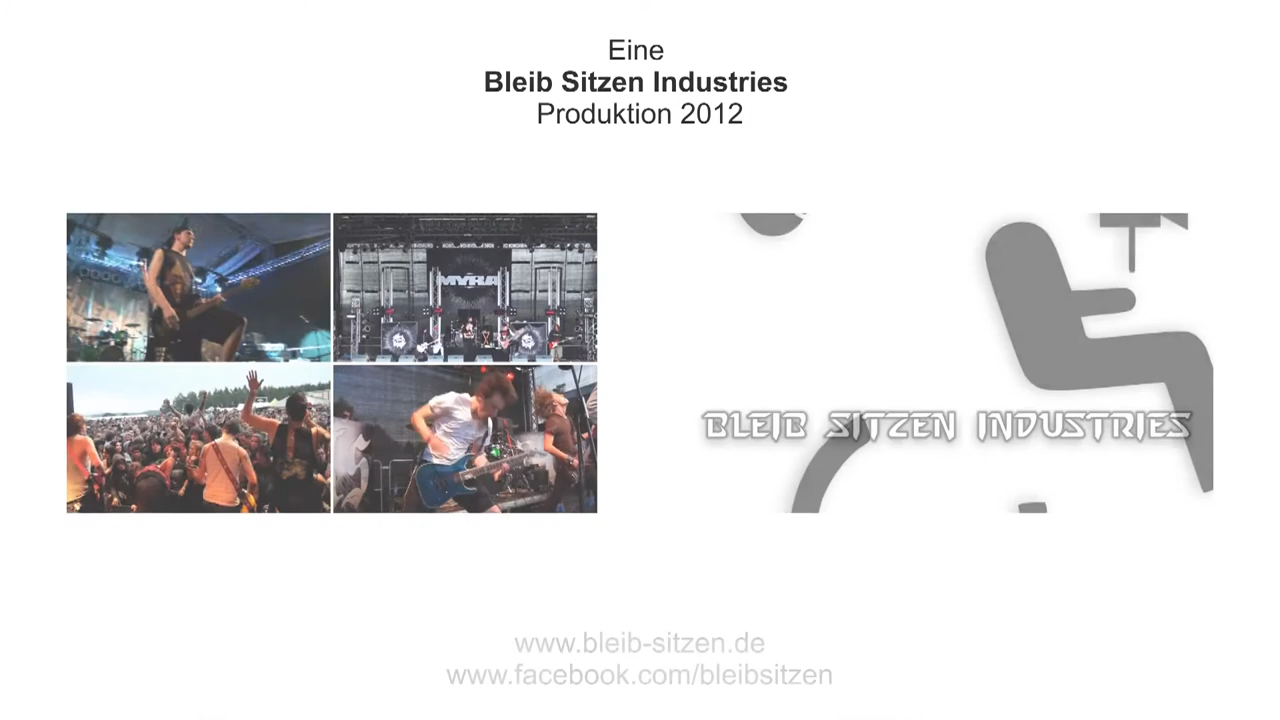 Eine
Bleib Sitzen Industries
Produktion 2012
MYRA
BLEIB SITZEN INDUSTRIES
www.bleib-sitzen.de
www.facebook.com/bleibsitzen